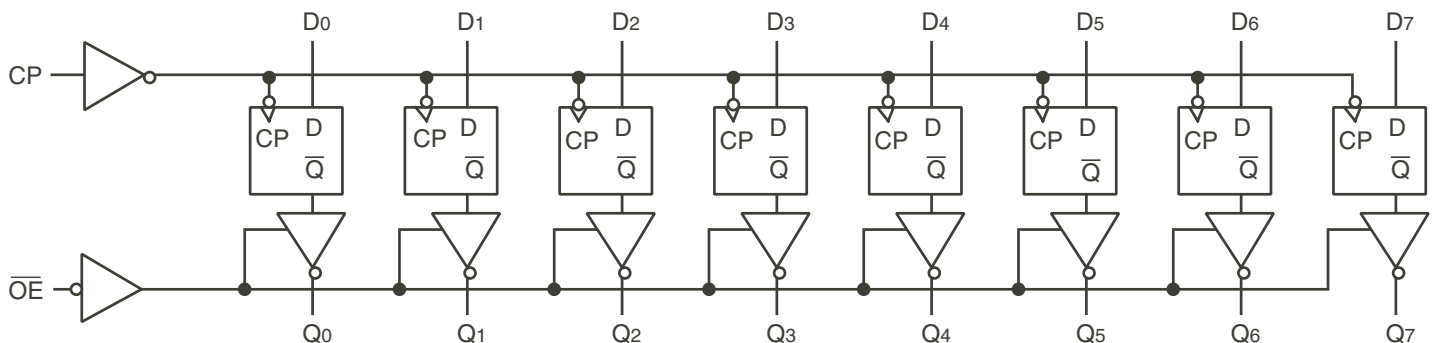 D0 D1 D2 D3 D4 D5 D6 D7
CP
CP D CP D CP D CP D CP D CP D CP D CP D
Q̅ Q̅ Q̅ Q̅ Q̅ Q̅ Q̅ Q̅
O̅E̅
Q0 Q1 Q2 Q3 Q4 Q5 Q6 Q7